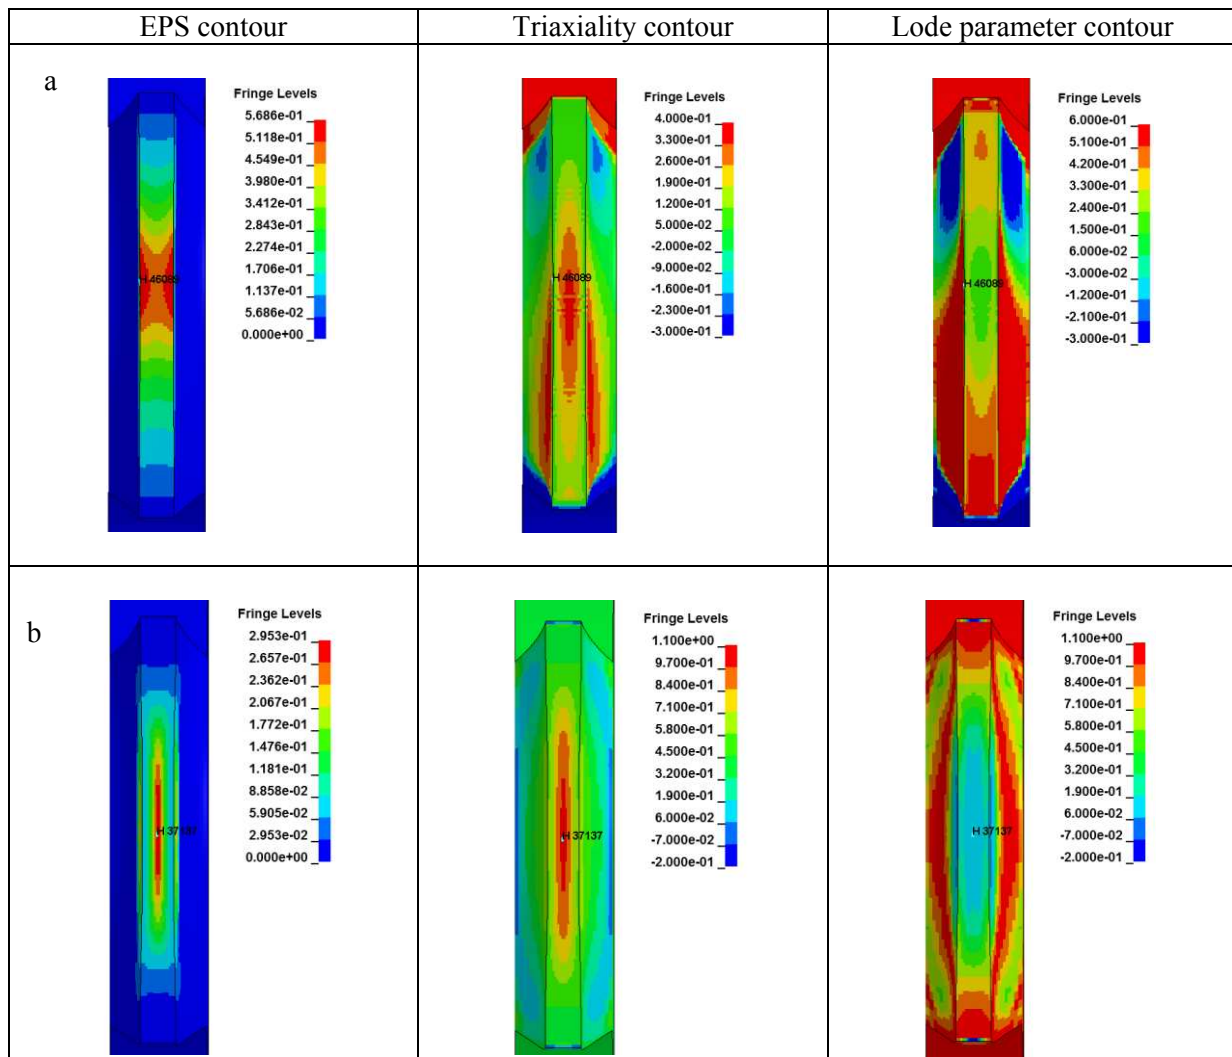 EPS contour
Triaxiality contour
Lode parameter contour
a
Fringe Levels
5.686e-01
5.118e-01
4.549e-01
3.980e-01
3.412e-01
2.843e-01
2.274e-01
1.706e-01
1.137e-01
5.686e-02
0.000e+00
H 46089
Fringe Levels
4.000e-01
3.300e-01
2.600e-01
1.900e-01
1.200e-01
5.000e-02
-2.000e-02
-9.000e-02
-1.600e-01
-2.300e-01
-3.000e-01
H 46089
Fringe Levels
6.000e-01
5.100e-01
4.200e-01
3.300e-01
2.400e-01
1.500e-01
6.000e-02
-3.000e-02
-1.200e-01
-2.100e-01
-3.000e-01
H 46089
b
Fringe Levels
2.953e-01
2.657e-01
2.362e-01
2.067e-01
1.772e-01
1.476e-01
1.181e-01
8.858e-02
5.905e-02
2.953e-02
0.000e+00
H 37137
Fringe Levels
1.100e+00
9.700e-01
8.400e-01
7.100e-01
5.800e-01
4.500e-01
3.200e-01
1.900e-01
6.000e-02
-7.000e-02
-2.000e-01
H 37137
Fringe Levels
1.100e+00
9.700e-01
8.400e-01
7.100e-01
5.800e-01
4.500e-01
3.200e-01
1.900e-01
6.000e-02
-7.000e-02
-2.000e-01
H 37137